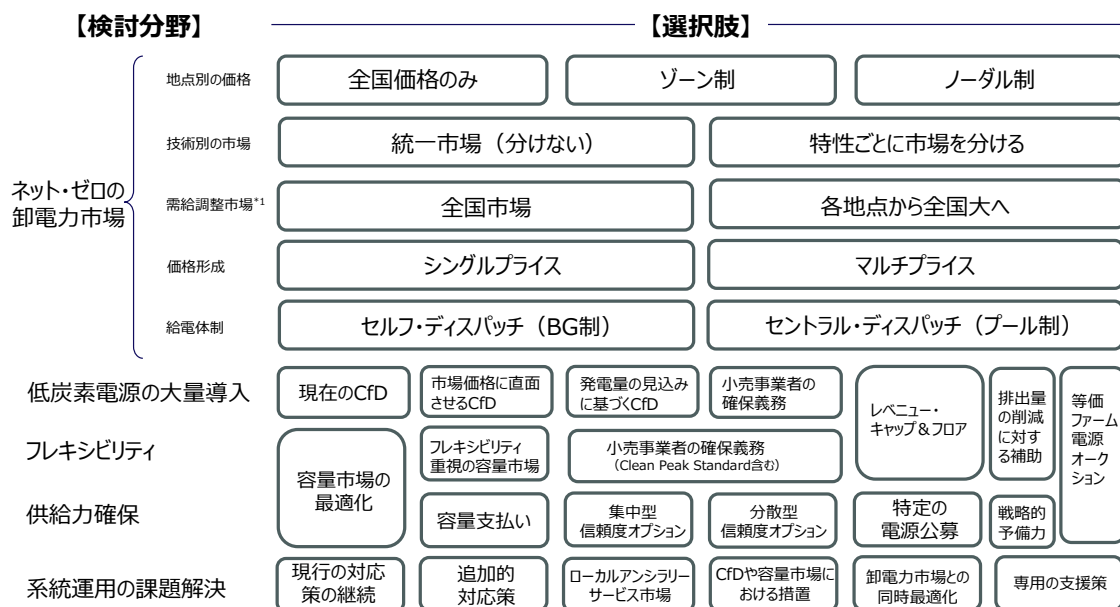 【検討分野】
【選択肢】
ネット・ゼロの
卸電力市場
地点別の価格
全国価格のみ
ゾーン制
ノーダル制
技術別の市場
統一市場（分けない）
特性ごとに市場を分ける
需給調整市場*1
全国市場
各地点から全国大へ
価格形成
シングルプライス
マルチプライス
給電体制
セルフ・ディスパッチ（BG制）
セントラル・ディスパッチ（プール制）
低炭素電源の大量導入
現在のCfD
市場価格に直面
させるCfD
発電量の見込み
に基づくCfD
小売事業者の
確保義務
レベニュー・
キャップ＆フロア
排出量
の削減
に対す
る補助
等価
ファーム
電源
オーク
ション
フレキシビリティ
容量市場の
最適化
フレキシビリティ
重視の容量市場
小売事業者の確保義務
（Clean Peak Standard含む）
供給力確保
容量支払い
集中型
信頼度オプション
分散型
信頼度オプション
特定の
電源公募
戦略的
予備力
系統運用の課題解決
現行の対応
策の継続
追加的
対応策
ローカルアンシラリー
サービス市場
CfDや容量市場に
おける措置
卸電力市場との
同時最適化
専用の支援策